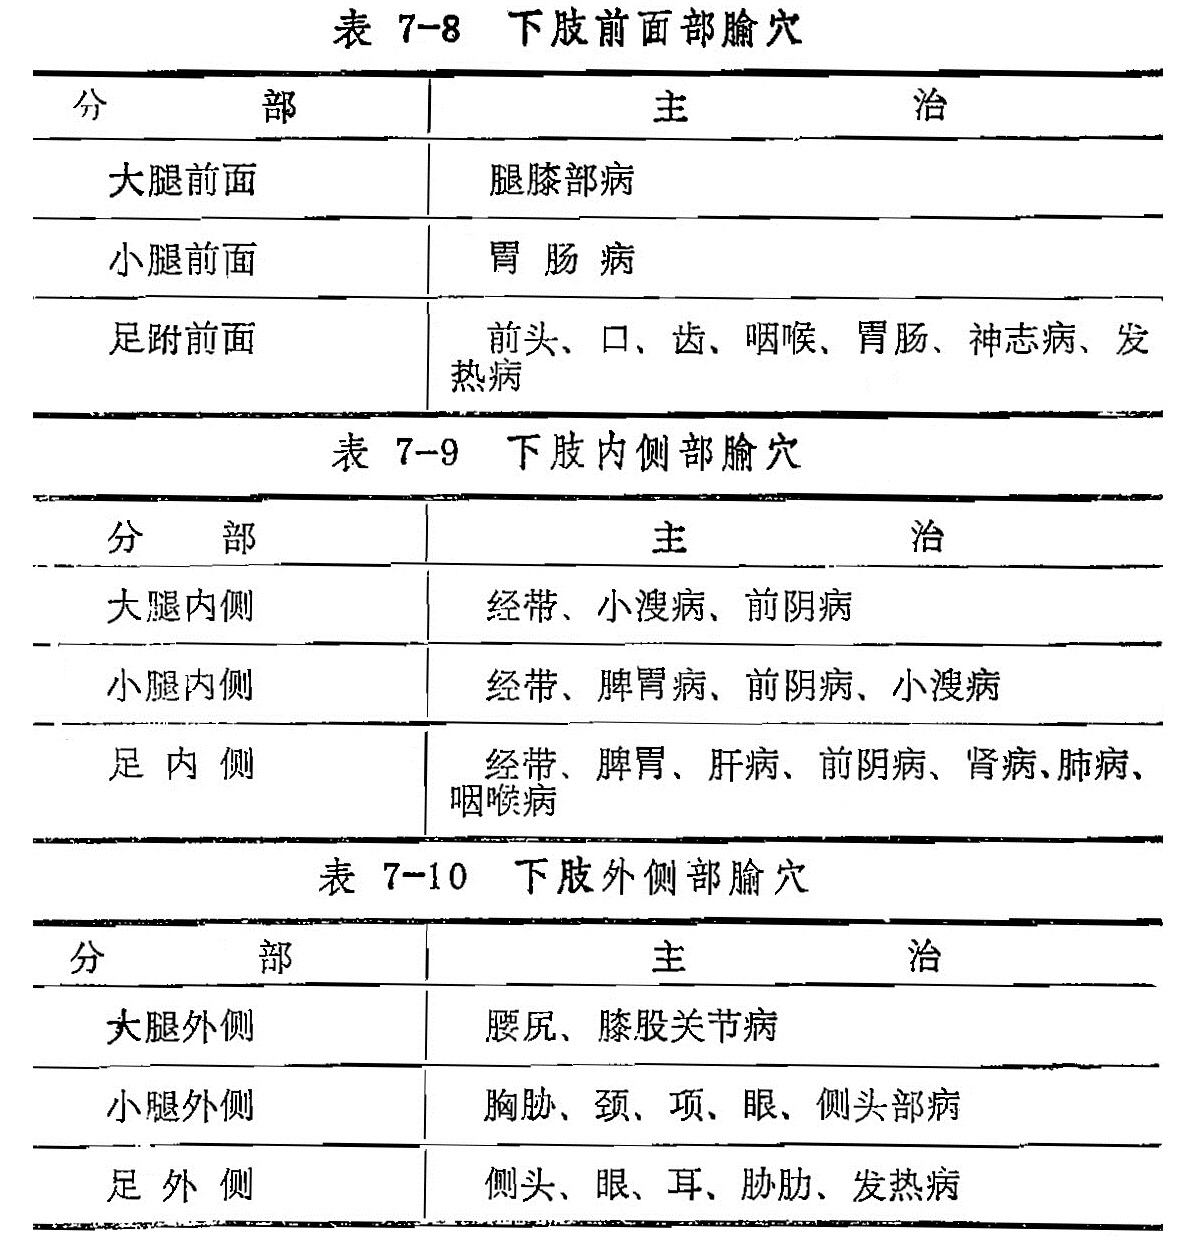 表 7-8 下肢前面部腧穴
分 部 主 治
大腿前面 腿膝部病
小腿前面 胃肠病
足跗前面 前头、口、齿、咽喉、胃肠、神志病、发
热病
表 7-9 下肢内侧部腧穴
分 部 主 治
大腿内侧 经带、小溲病、前阴病
小腿内侧 经带、脾胃病、前阴病、小溲病
足内侧 经带、脾胃、肝病、前阴病、肾病、肺病、
咽喉病
表 7-10 下肢外侧部腧穴
分 部 主 治
大腿外侧 腰尻、膝股关节病
小腿外侧 胸胁、颈、项、眼、侧头部病
足外侧 侧头、眼、耳、胁肋、发热病